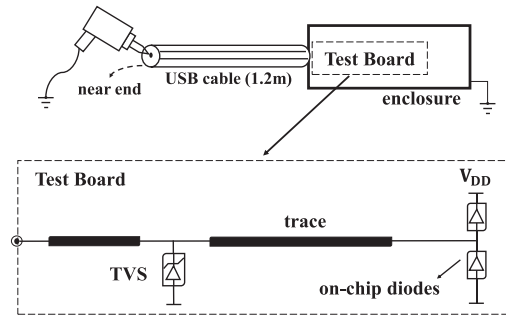 near end
USB cable (1.2m)
Test Board
enclosure
Test Board
VDD
trace
TVS
on-chip diodes